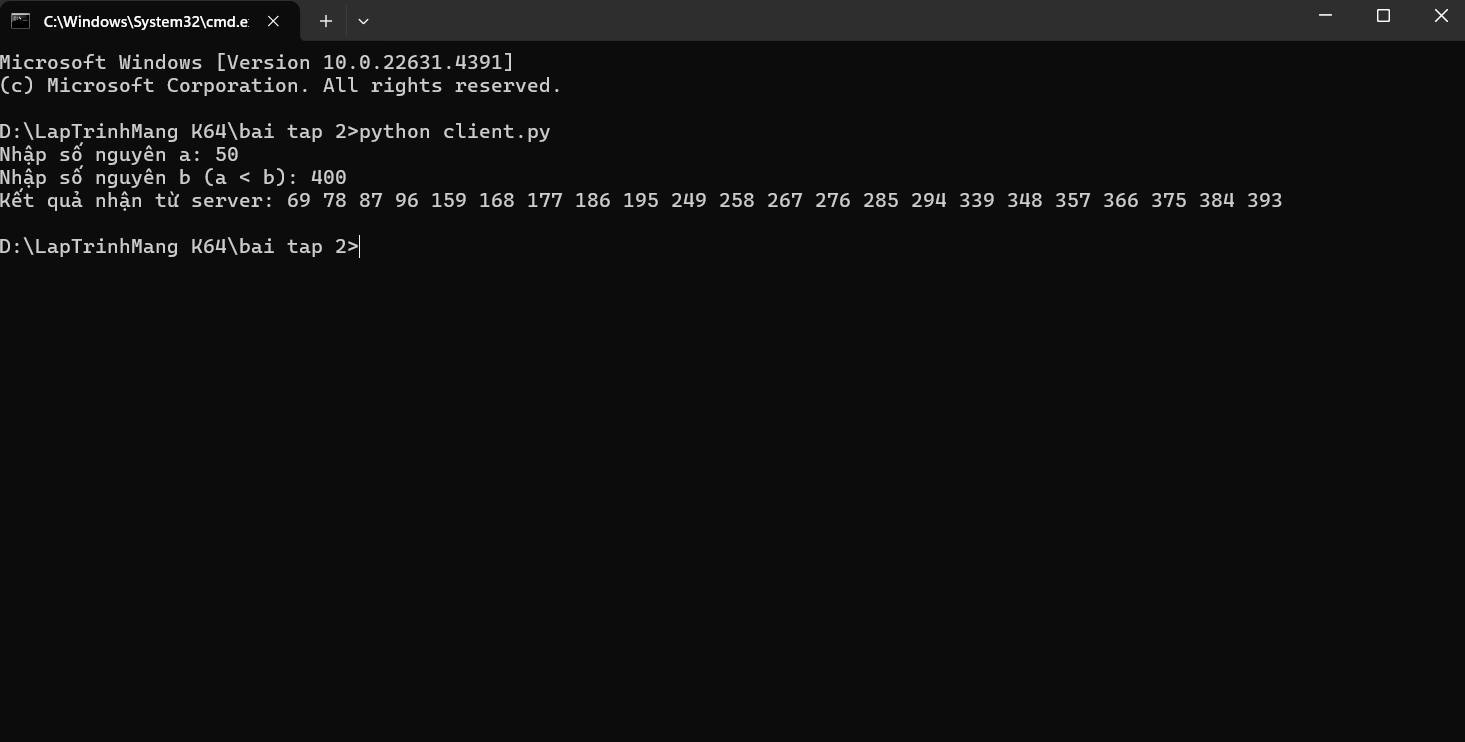 C:\Windows\System32\cmd.e
Microsoft Windows [Version 10.0.22631.4391]
(c) Microsoft Corporation. All rights reserved.
D:\LapTrinhMang K64\bai tap 2>python client.py
Nhập số nguyên a: 50
Nhập số nguyên b (a < b): 400
Kết quả nhận từ server: 69 78 87 96 159 168 177 186 195 249 258 267 276 285 294 339 348 357 366 375 384 393
D:\LapTrinhMang K64\bai tap 2>